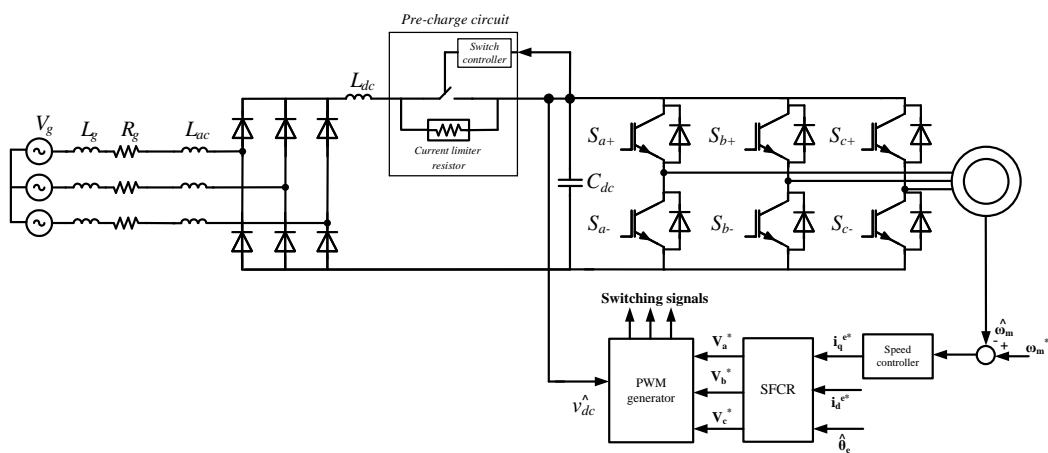 Pre-charge circuit
Switch
controller
L_dc
V_g
L_g
R_g
L_ac
Current limiter
resistor
S_a+
S_b+
S_c+
C_dc
S_a-
S_b-
S_c-
Switching signals
ω̂_m
- +
ω_m*
V_a*
i_q^e*
Speed
controller
PWM
generator
V_b*
SFCR
i_d^e*
v̂_dc
V_c*
θ̂_e